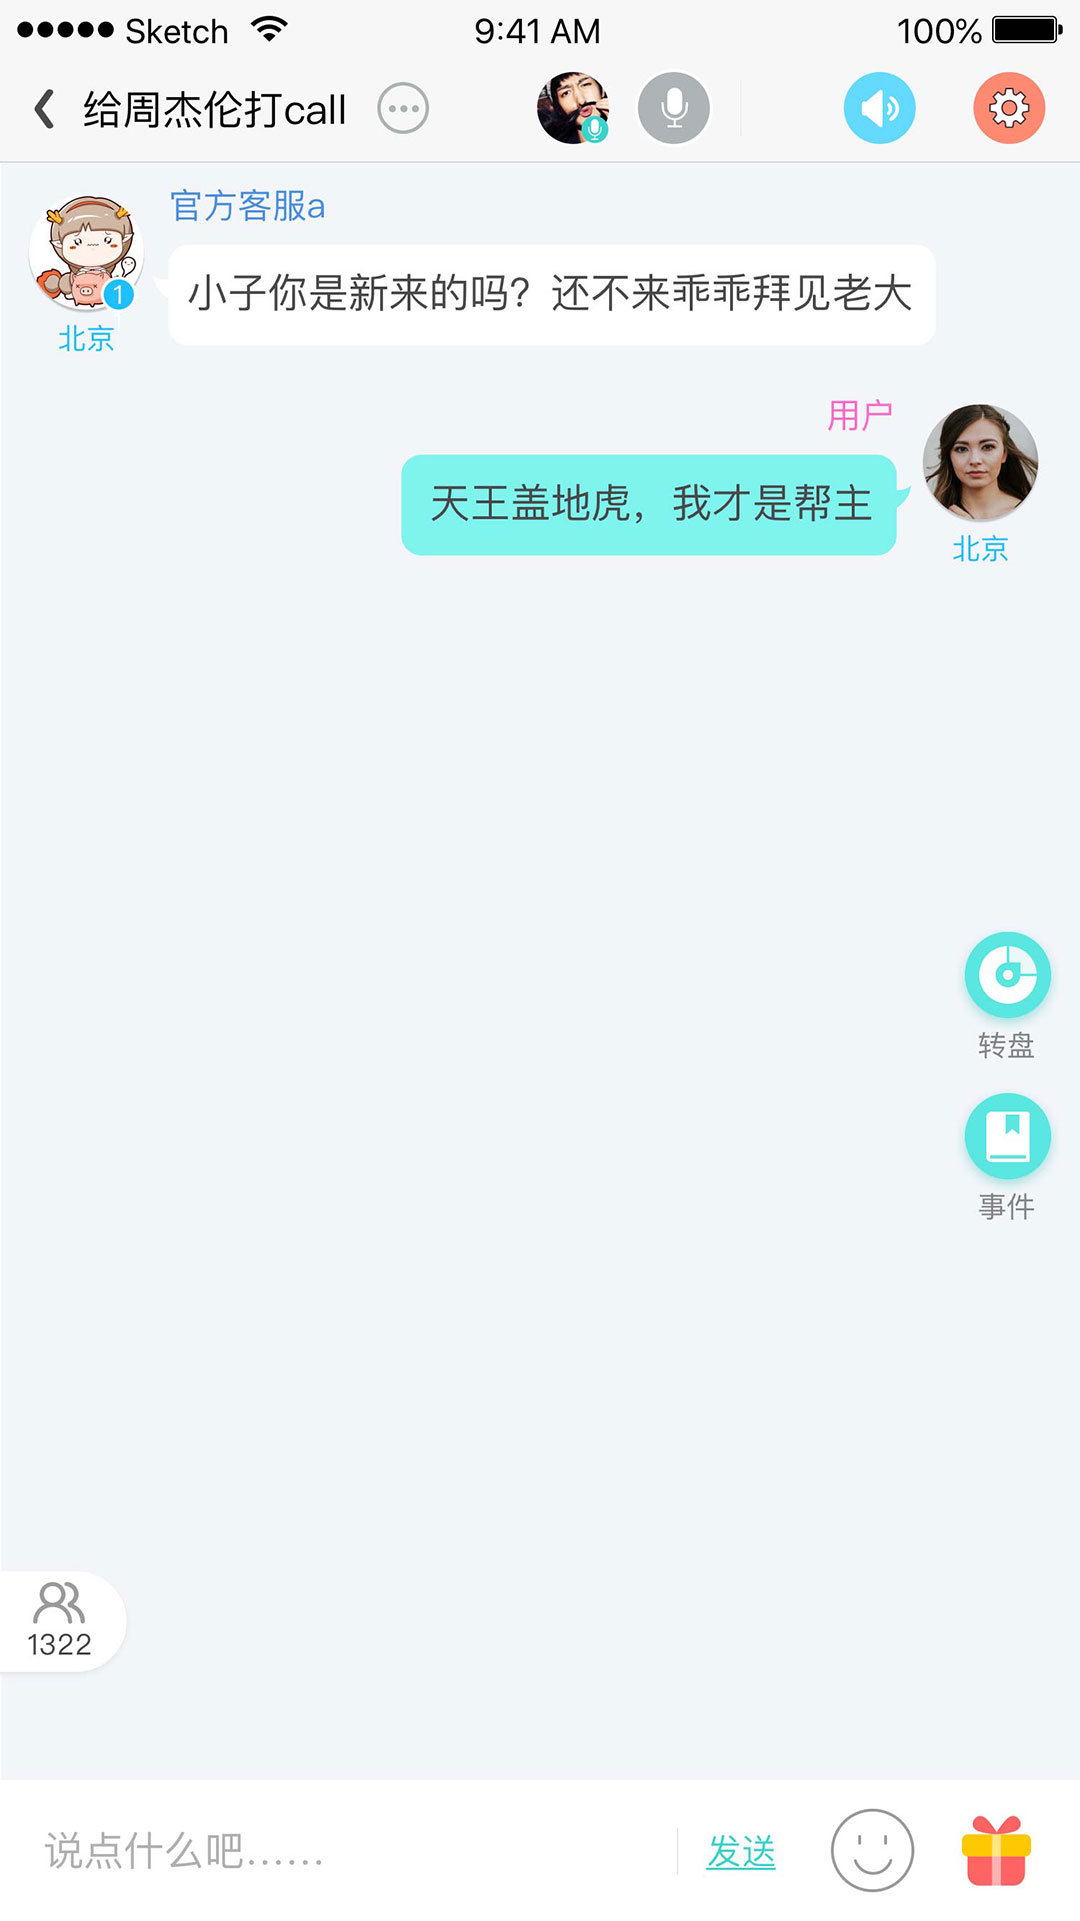 Sketch 9:41 AM 100%
给周杰伦打call
官方客服a
小子你是新来的吗？还不来乖乖拜见老大
1
北京
用户
天王盖地虎，我才是帮主
北京
转盘
事件
1322
说点什么吧...... 发送